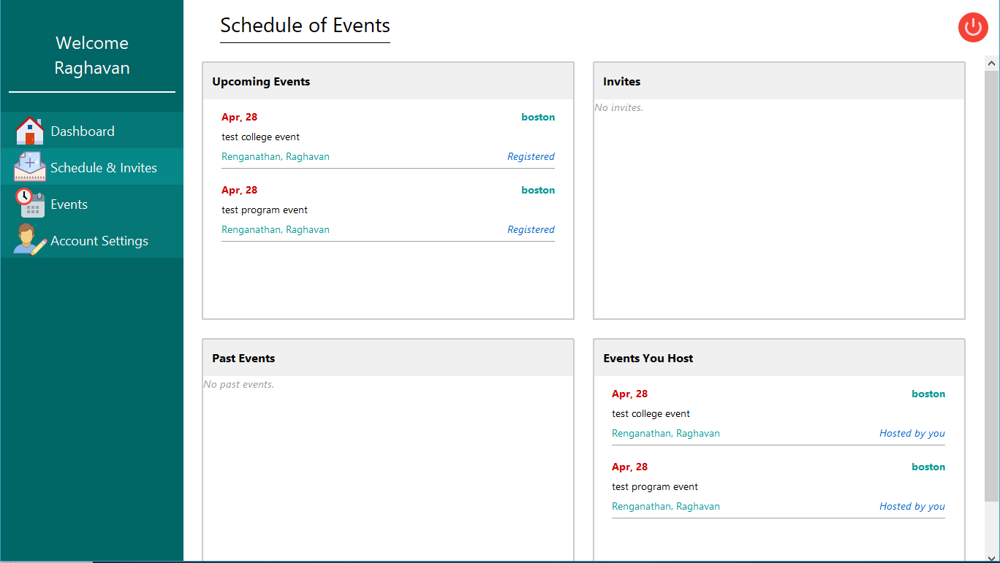 Welcome
Raghavan
Dashboard
Schedule & Invites
Events
Account Settings
Schedule of Events
Upcoming Events
Apr, 28 boston
test college event
Renganathan, Raghavan Registered
Apr, 28 boston
test program event
Renganathan, Raghavan Registered
Invites
No invites.
Past Events
No past events.
Events You Host
Apr, 28 boston
test college event
Renganathan, Raghavan Hosted by you
Apr, 28 boston
test program event
Renganathan, Raghavan Hosted by you